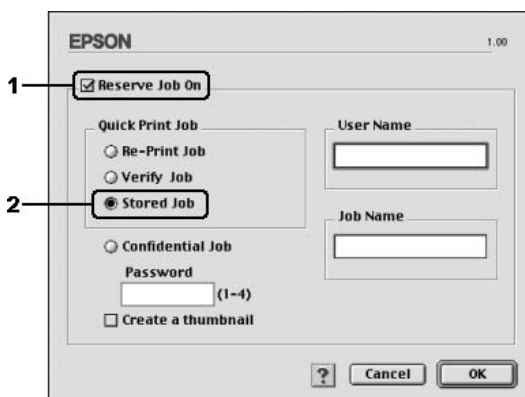 EPSON
1.00
1
Reserve Job On
Quick Print Job
Re-Print Job
Verify Job
2
Stored Job
Confidential Job
Password
(1-4)
Create a thumbnail
User Name
Job Name
?
Cancel
OK